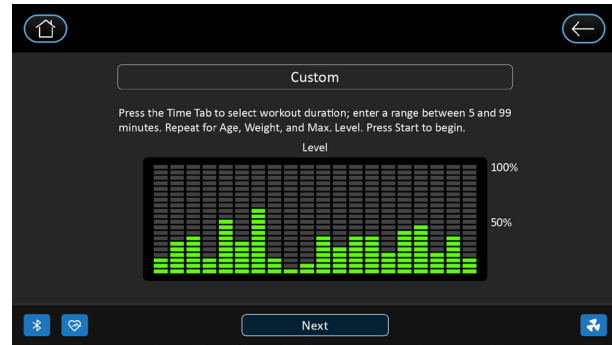 Custom
Press the Time Tab to select workout duration; enter a range between 5 and 99
minutes. Repeat for Age, Weight, and Max. Level. Press Start to begin.
Level
100%
50%
Next